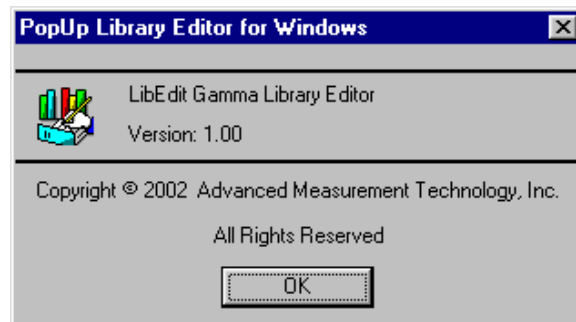 PopUp Library Editor for Windows
LibEdit Gamma Library Editor
Version: 1.00
Copyright © 2002 Advanced Measurement Technology, Inc.
All Rights Reserved
OK